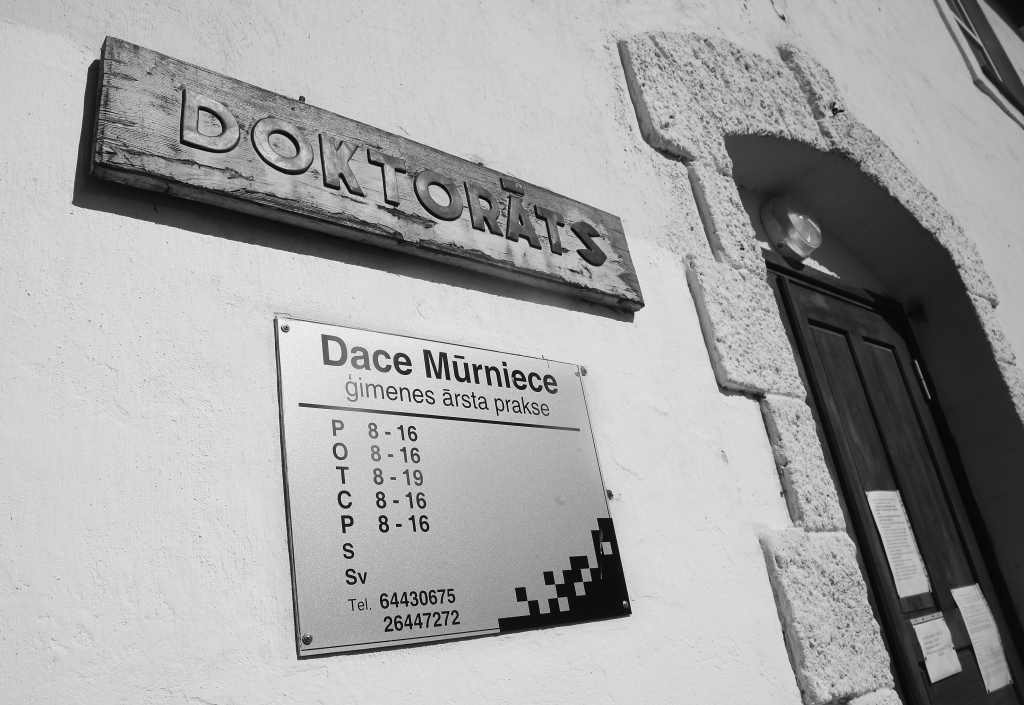 DOKTORĀTS
Dace Mūrniece
ģimenes ārsta prakse
P 8 - 16
O 8 - 16
T 8 - 19
C 8 - 16
P 8 - 16
S
Sv
Tel. 64430675
26447272